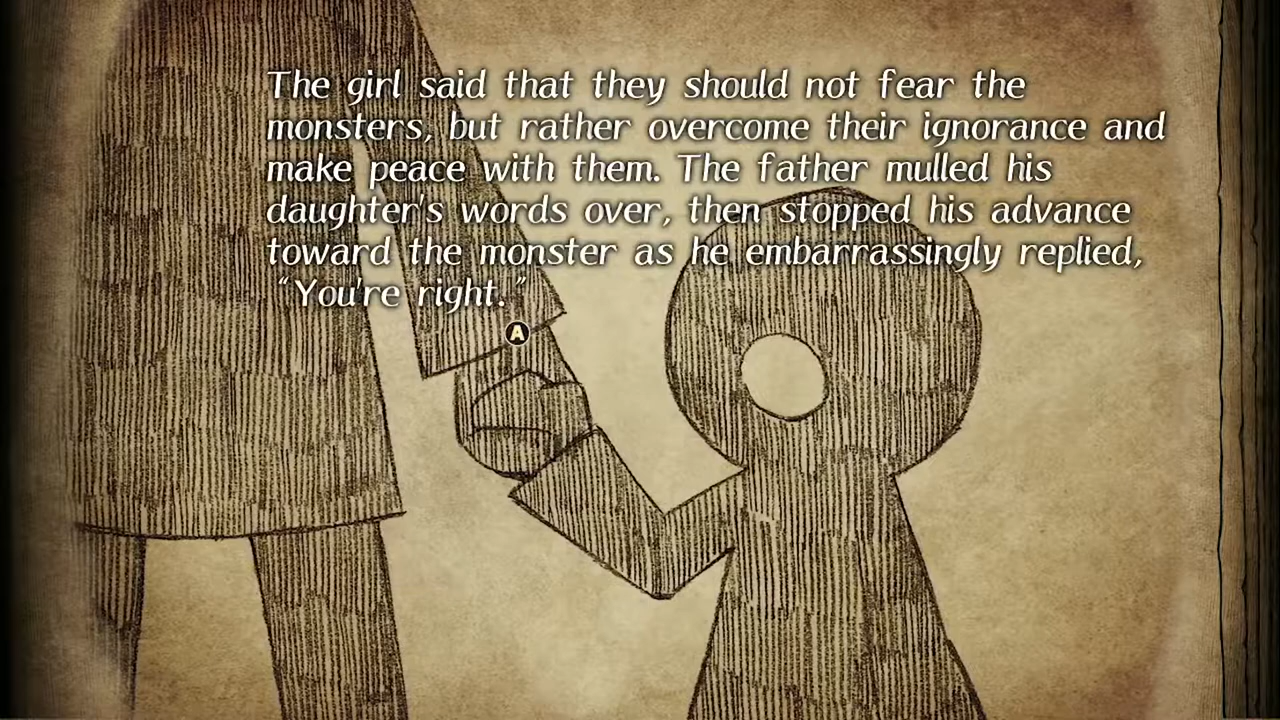 The girl said that they should not fear the
monsters, but rather overcome their ignorance and
make peace with them. The father mulled his
daughter's words over, then stopped his advance
toward the monster as he embarrassingly replied,
“You're right.”
A